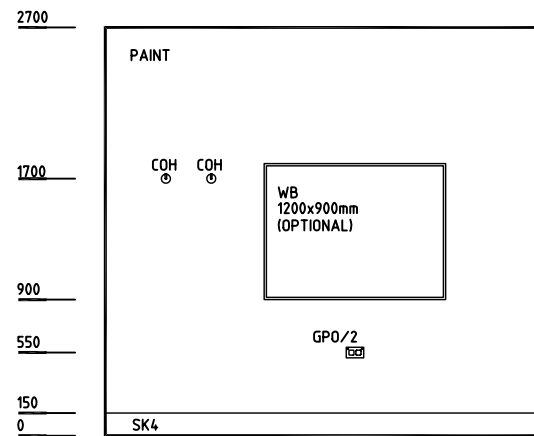 2700
PAINT
1700
COH COH
WB
1200x900mm
(OPTIONAL)
900
GPO/2
550
150
0
SK4